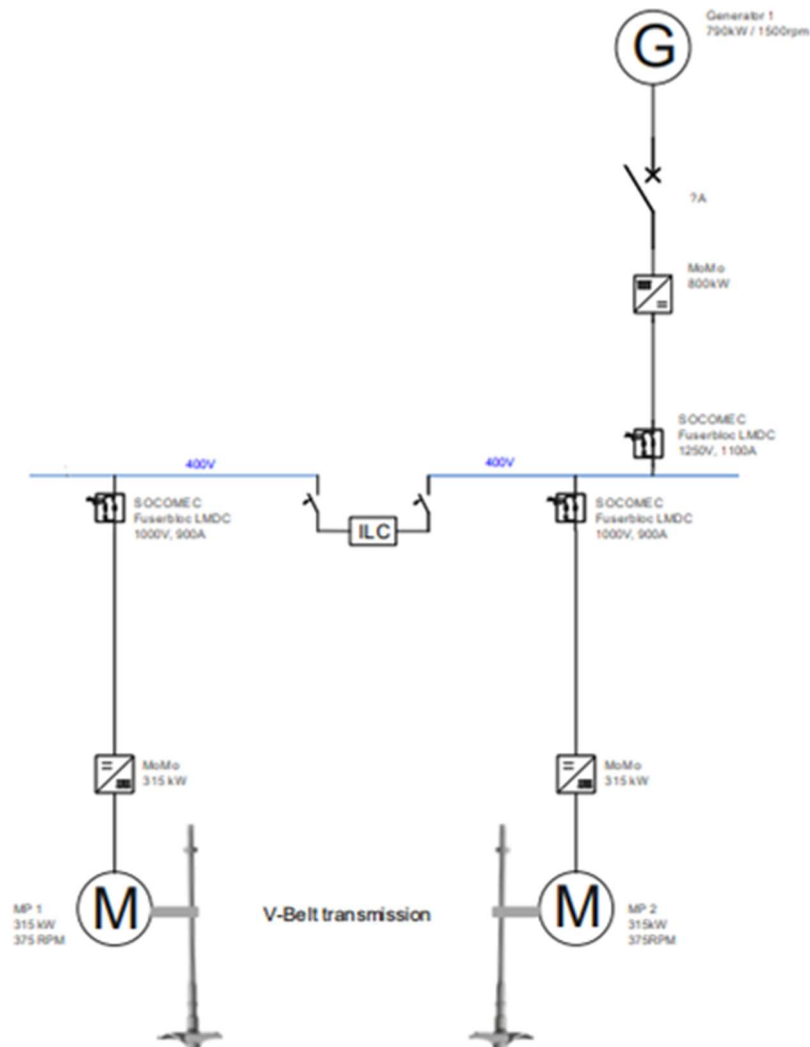 Generator 1
790kW / 1500rpm
G
?A
MoMo
800kW
SOCOMEC
Fuserbloc LMDC
1250V, 1100A
400V
400V
SOCOMEC
Fuserbloc LMDC
1000V, 900A
ILC
SOCOMEC
Fuserbloc LMDC
1000V, 900A
MoMo
315 kW
MoMo
315 kW
MP 1
315 kW
375 RPM
M
V-Belt transmission
M
MP 2
315kW
375RPM